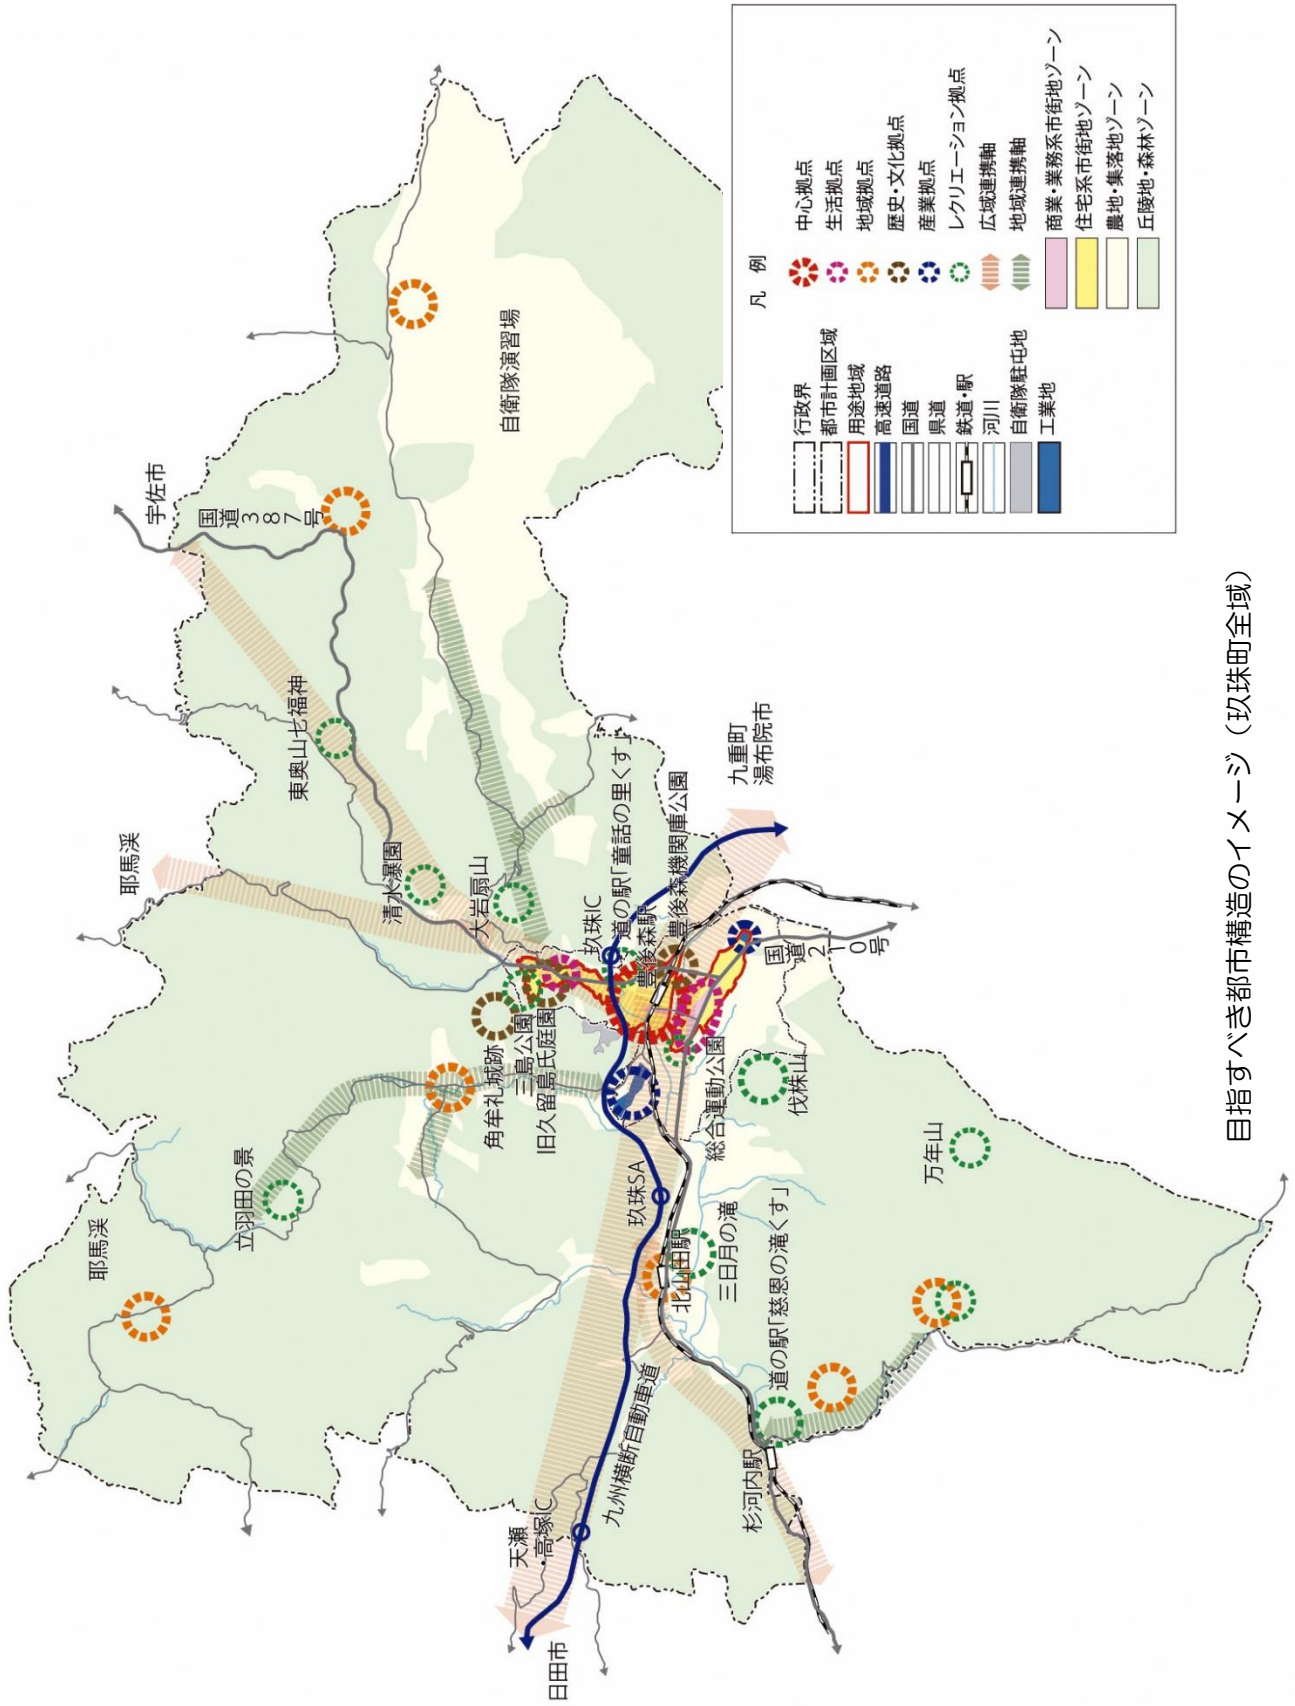 宇佐市
国道387号
自衛隊演習場
東奥山七福神
耶馬渓
清水瀑園
大岩扇山
玖珠IC
道の駅「童話の里くす」
豊後森駅
豊後森機関庫公園
九重町
湯布院市
国道210号
角牟礼城跡
三島公園
旧久留島氏庭園
総合運動公園
伐株山
万年山
立羽田の景
耶馬渓
玖珠SA
北山田駅
三日月の滝
道の駅「慈恩の滝くす」
杉河内駅
九州横断自動車道
天瀬
・高塚IC
日田市
凡 例
行政界
都市計画区域
用途地域
高速道路
国道
県道
鉄道・駅
河川
自衛隊駐屯地
工業地
中心拠点
生活拠点
地域拠点
歴史・文化拠点
産業拠点
レクリエーション拠点
広域連携軸
地域連携軸
商業・業務系市街地ゾーン
住宅系市街地ゾーン
農地・集落地ゾーン
丘陵地・森林ゾーン
目指すべき都市構造のイメージ（玖珠町全域）